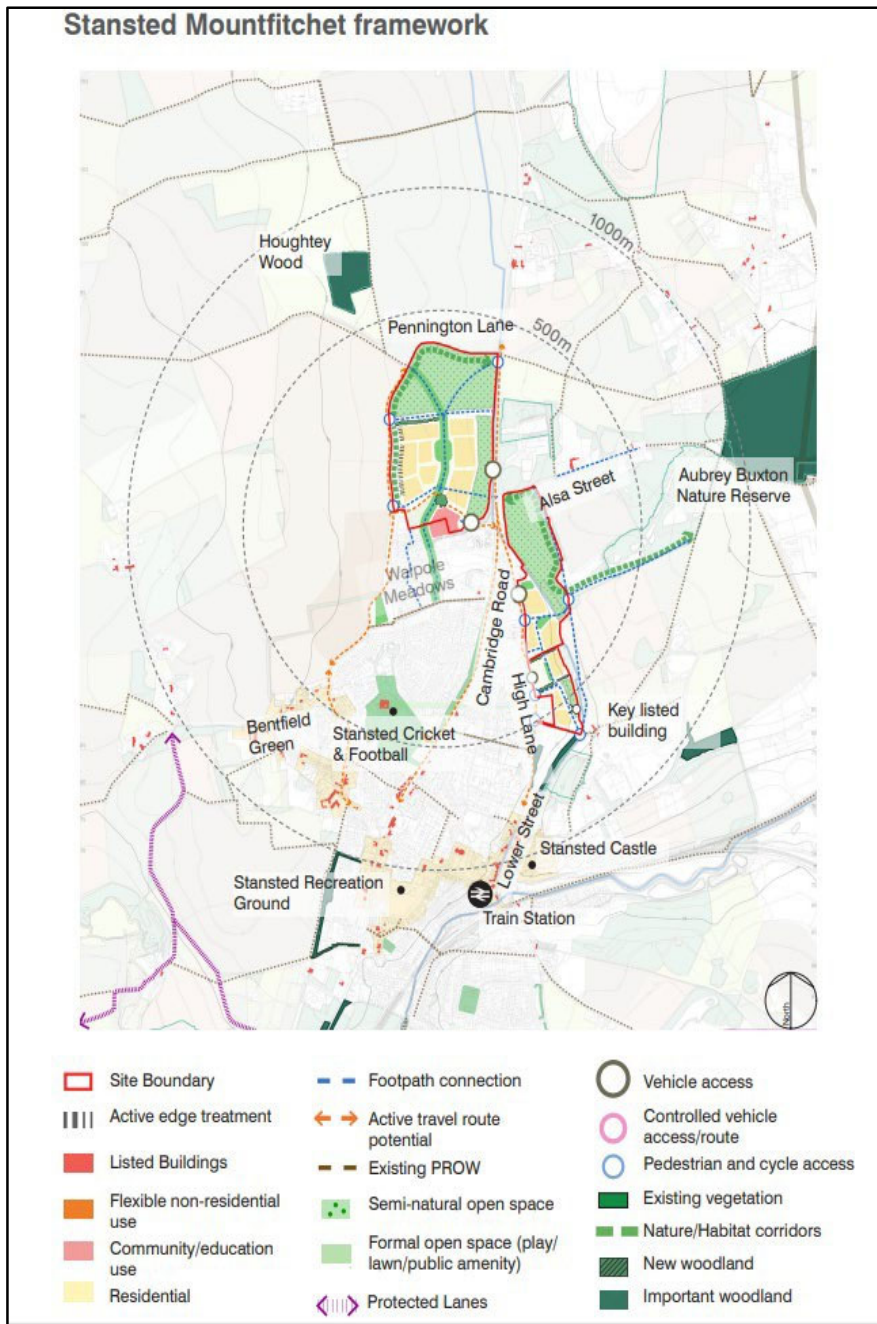 Stansted Mountfitchet framework
1000m
Houghtey
Wood
500m
Pennington Lane
Alsa Street
Aubrey Buxton
Nature Reserve
Walpole
Meadows
Cambridge Road
High Lane
Key listed
building
Bentfield
Green
Stansted Cricket
& Football
Lower Street
Stansted Castle
Stansted Recreation
Ground
Train Station
North
Site Boundary
Active edge treatment
Listed Buildings
Flexible non-residential
use
Community/education
use
Residential
Footpath connection
Active travel route
potential
Existing PROW
Semi-natural open space
Formal open space (play/
lawn/public amenity)
Protected Lanes
Vehicle access
Controlled vehicle
access/route
Pedestrian and cycle access
Existing vegetation
Nature/Habitat corridors
New woodland
Important woodland